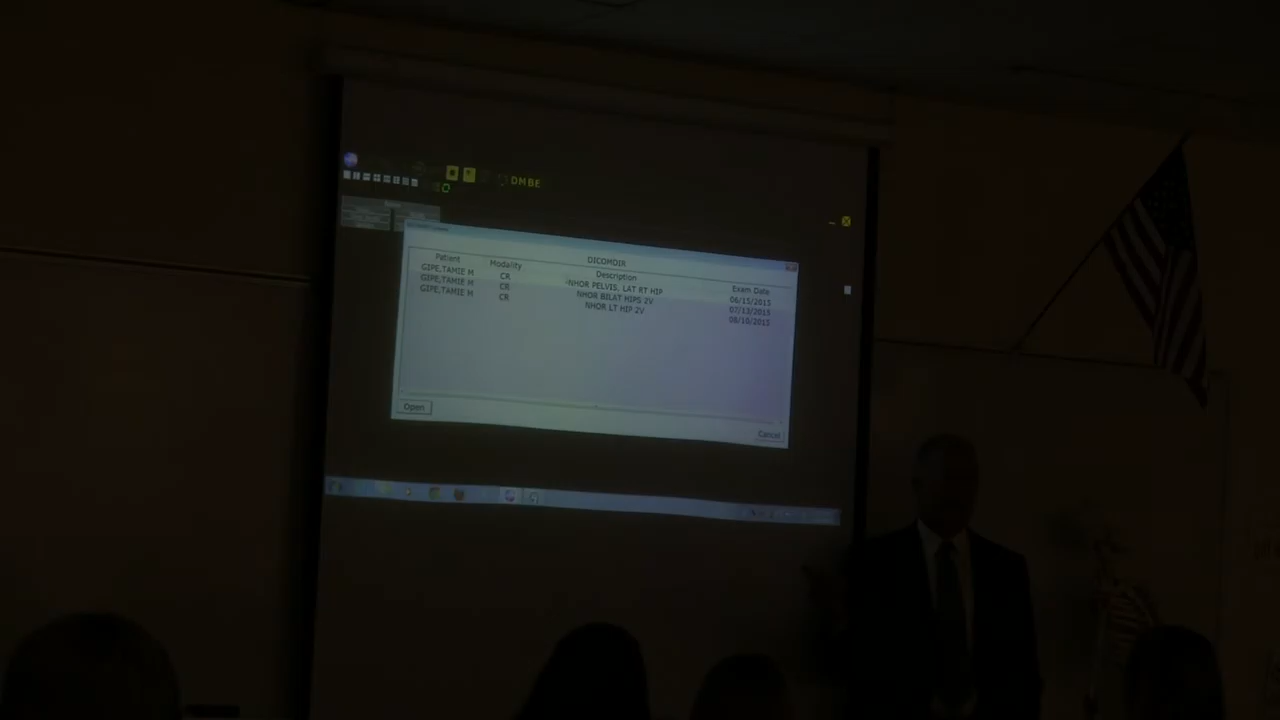 DMBE
DICOMDIR
Patient Modality Description Exam Date
GIPE,TAMIE M CR NHOR PELVIS, LAT RT HIP 06/15/2015
GIPE,TAMIE M CR NHOR BILAT HIPS 2V 07/13/2015
GIPE,TAMIE M CR NHOR LT HIP 2V 08/10/2015
Open
Cancel